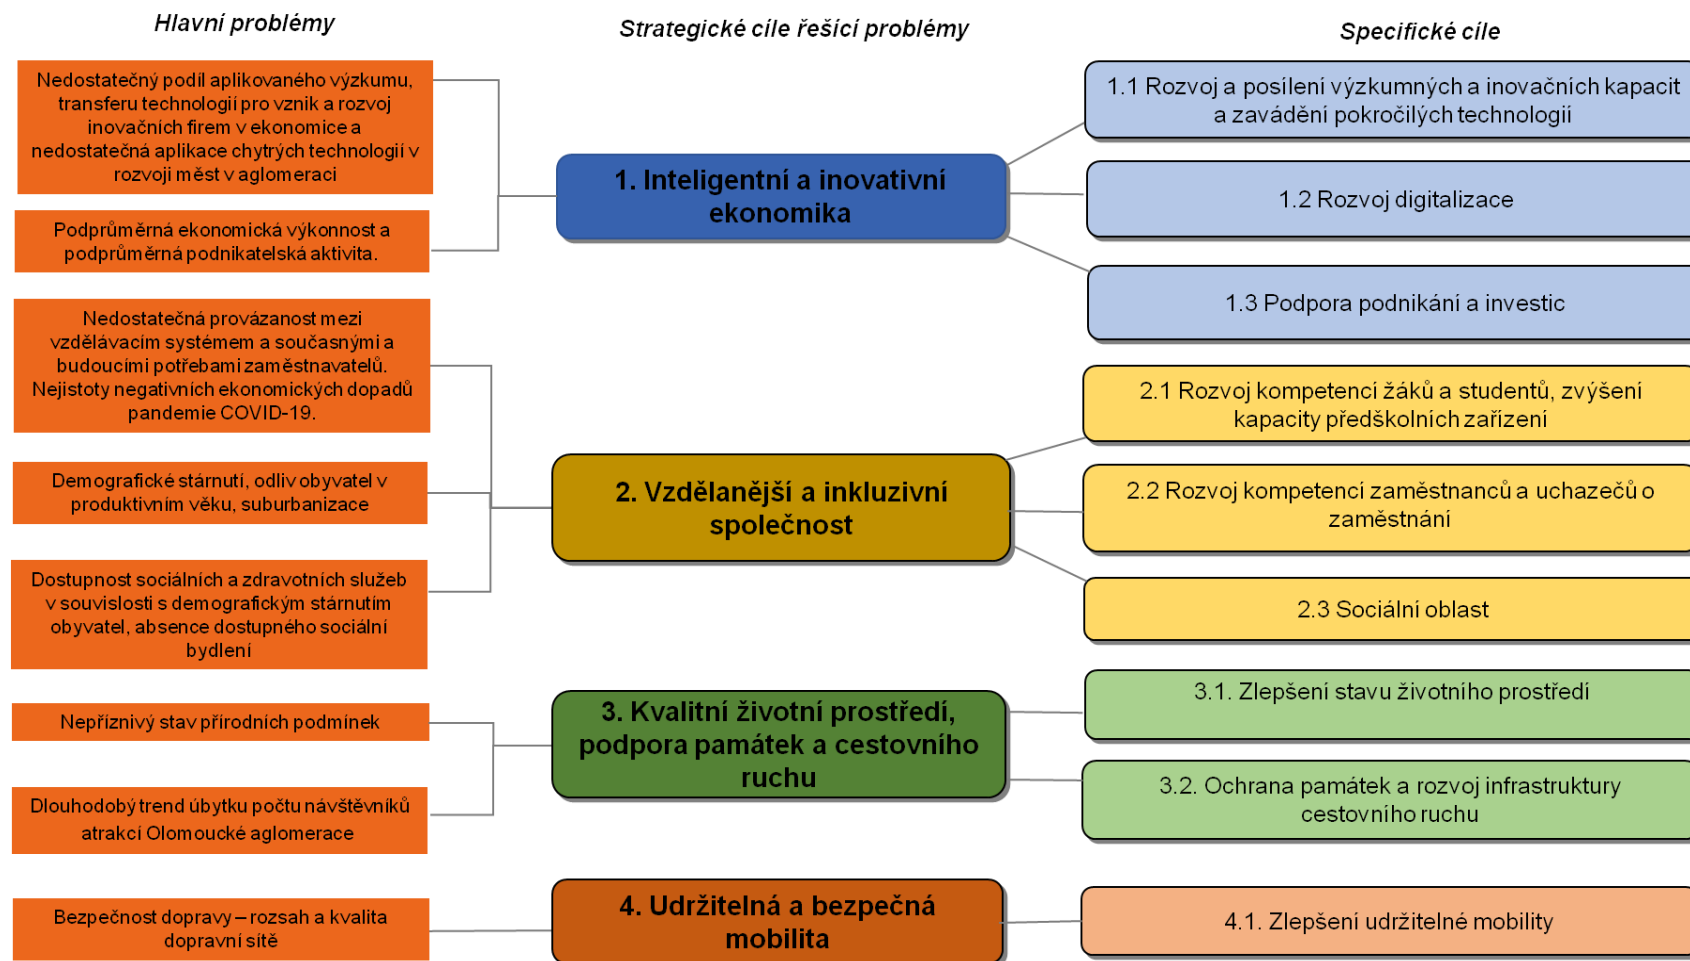 Hlavní problémy
Strategické cíle řešící problémy
Specifické cíle
Nedostatečný podíl aplikovaného výzkumu,
transferu technologií pro vznik a rozvoj
inovačních firem v ekonomice a
nedostatečná aplikace chytrých technologií v
rozvoji měst v aglomeraci
Podprůměrná ekonomická výkonnost a
podprůměrná podnikatelská aktivita.
1. Inteligentní a inovativní
ekonomika
1.1 Rozvoj a posílení výzkumných a inovačních kapacit
a zavádění pokročilých technologií
1.2 Rozvoj digitalizace
1.3 Podpora podnikání a investic
Nedostatečná provázanost mezi
vzdělávacím systémem a současnými a
budoucími potřebami zaměstnavatelů.
Nejistoty negativních ekonomických dopadů
pandemie COVID-19.
Demografické stárnutí, odliv obyvatel v
produktivním věku, suburbanizace
Dostupnost sociálních a zdravotních služeb
v souvislosti s demografickým stárnutím
obyvatel, absence dostupného sociální
bydlení
2. Vzdělanější a inkluzivní
společnost
2.1 Rozvoj kompetencí žáků a studentů, zvýšení
kapacity předškolních zařízení
2.2 Rozvoj kompetencí zaměstnanců a uchazečů o
zaměstnání
2.3 Sociální oblast
Nepříznivý stav přírodních podmínek
Dlouhodobý trend úbytku počtu návštěvníků
atrakcí Olomoucké aglomerace
3. Kvalitní životní prostředí,
podpora památek a cestovního
ruchu
3.1. Zlepšení stavu životního prostředí
3.2. Ochrana památek a rozvoj infrastruktury
cestovního ruchu
Bezpečnost dopravy – rozsah a kvalita
dopravní sítě
4. Udržitelná a bezpečná
mobilita
4.1. Zlepšení udržitelné mobility